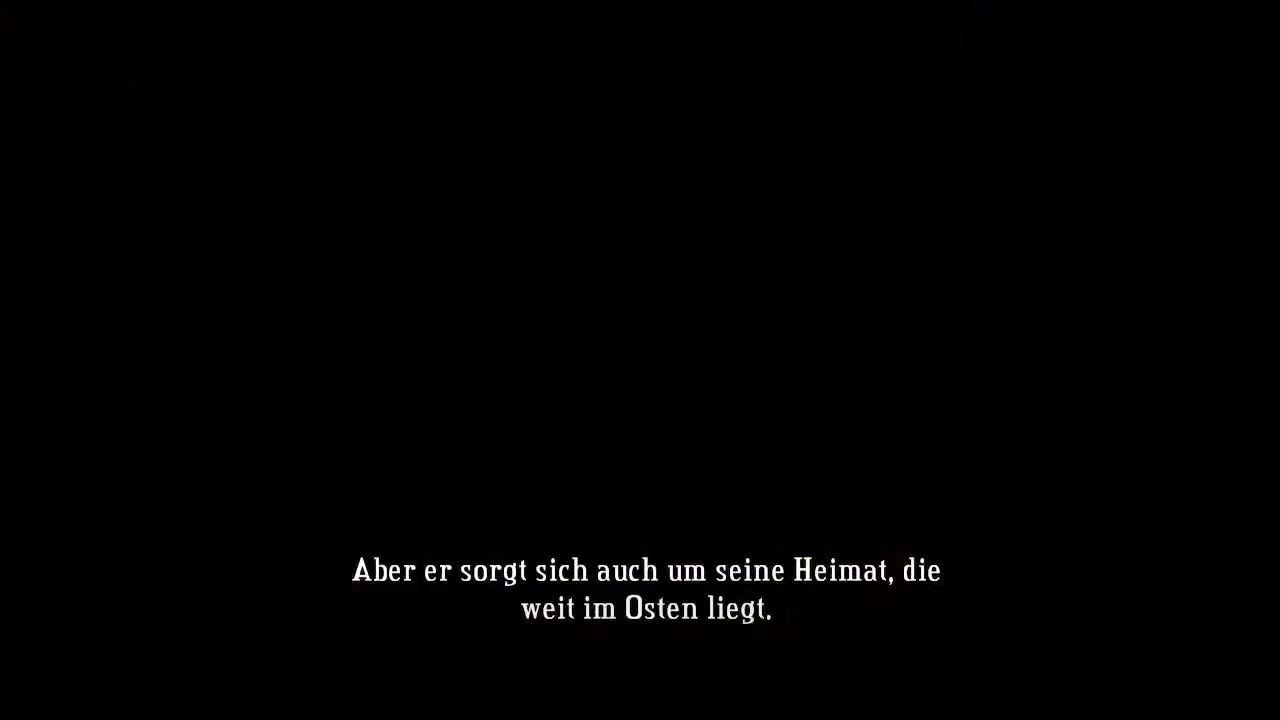 Aber er sorgt sich auch um seine Heimat, die
weit im Osten liegt.